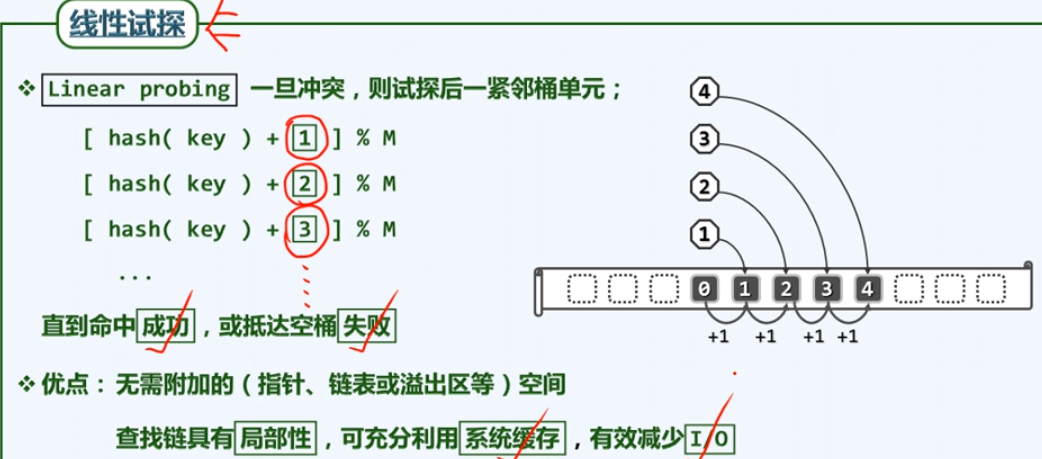 线性试探
❖ Linear probing 一旦冲突，则试探后一紧邻桶单元；
[ hash( key ) + 1 ] % M
[ hash( key ) + 2 ] % M
[ hash( key ) + 3 ] % M
...
直到命中成功，或抵达空桶失败
❖ 优点：无需附加的（指针、链表或溢出区等）空间
查找链具有局部性，可充分利用系统缓存，有效减少I/O
4
3
2
1
0 1 2 3 4
+1 +1 +1 +1